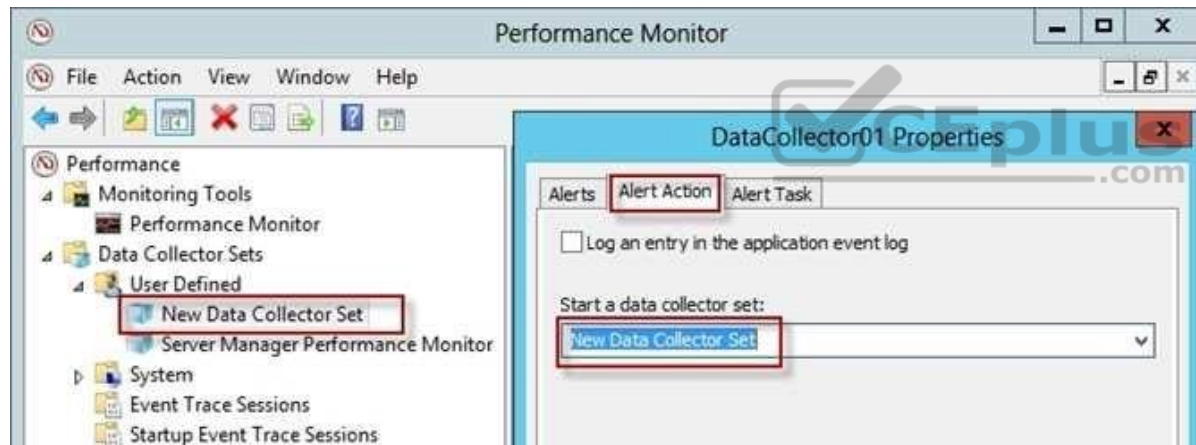 Performance Monitor
File Action View Window Help
Performance
Monitoring Tools
Performance Monitor
Data Collector Sets
User Defined
New Data Collector Set
Server Manager Performance Monitor
System
Event Trace Sessions
Startup Event Trace Sessions
DataCollector01 Properties
CEplus
.com
Alerts Alert Action Alert Task
Log an entry in the application event log
Start a data collector set:
New Data Collector Set